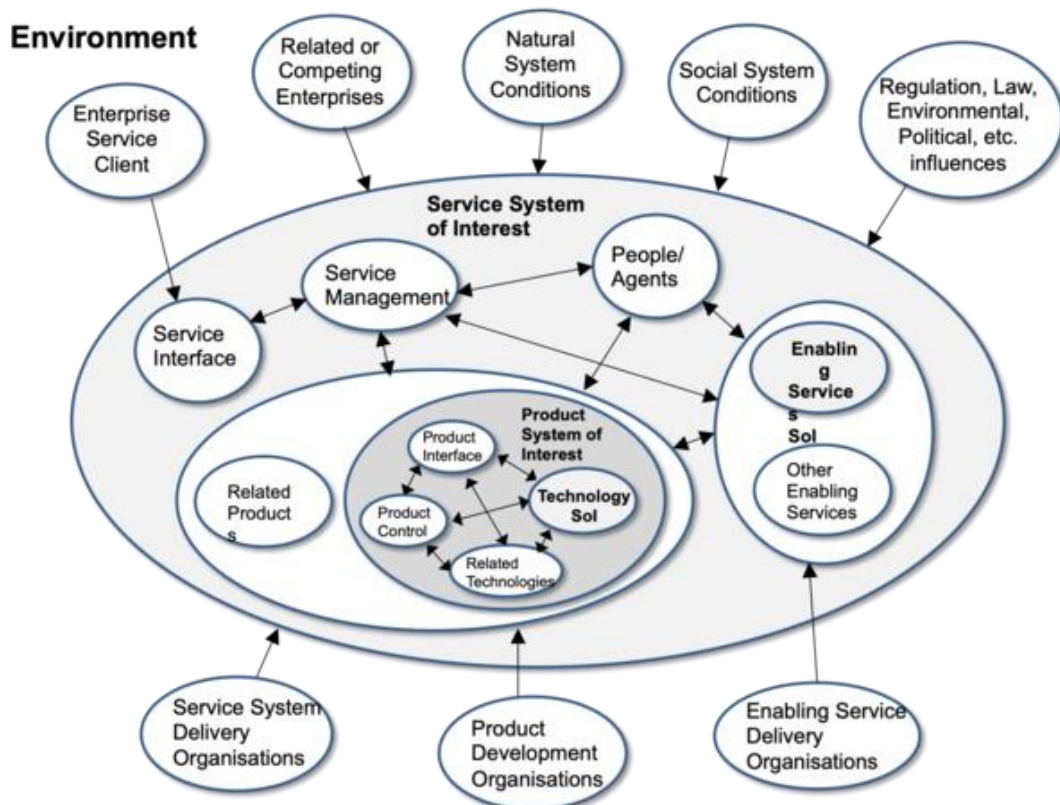 Environment
Related or
Competing
Enterprises
Natural
System
Conditions
Social System
Conditions
Regulation, Law,
Environmental,
Political, etc.
influences
Enterprise
Service
Client
Service System
of Interest
People/
Agents
Service
Management
Service
Interface
Enablin
g
Service
s
SoI
Other
Enabling
Services
Product
System of
Interest
Product
Interface
Technology
SoI
Product
Control
Related
Technologies
Related
Product
s
Service System
Delivery
Organisations
Product
Development
Organisations
Enabling Service
Delivery
Organisations